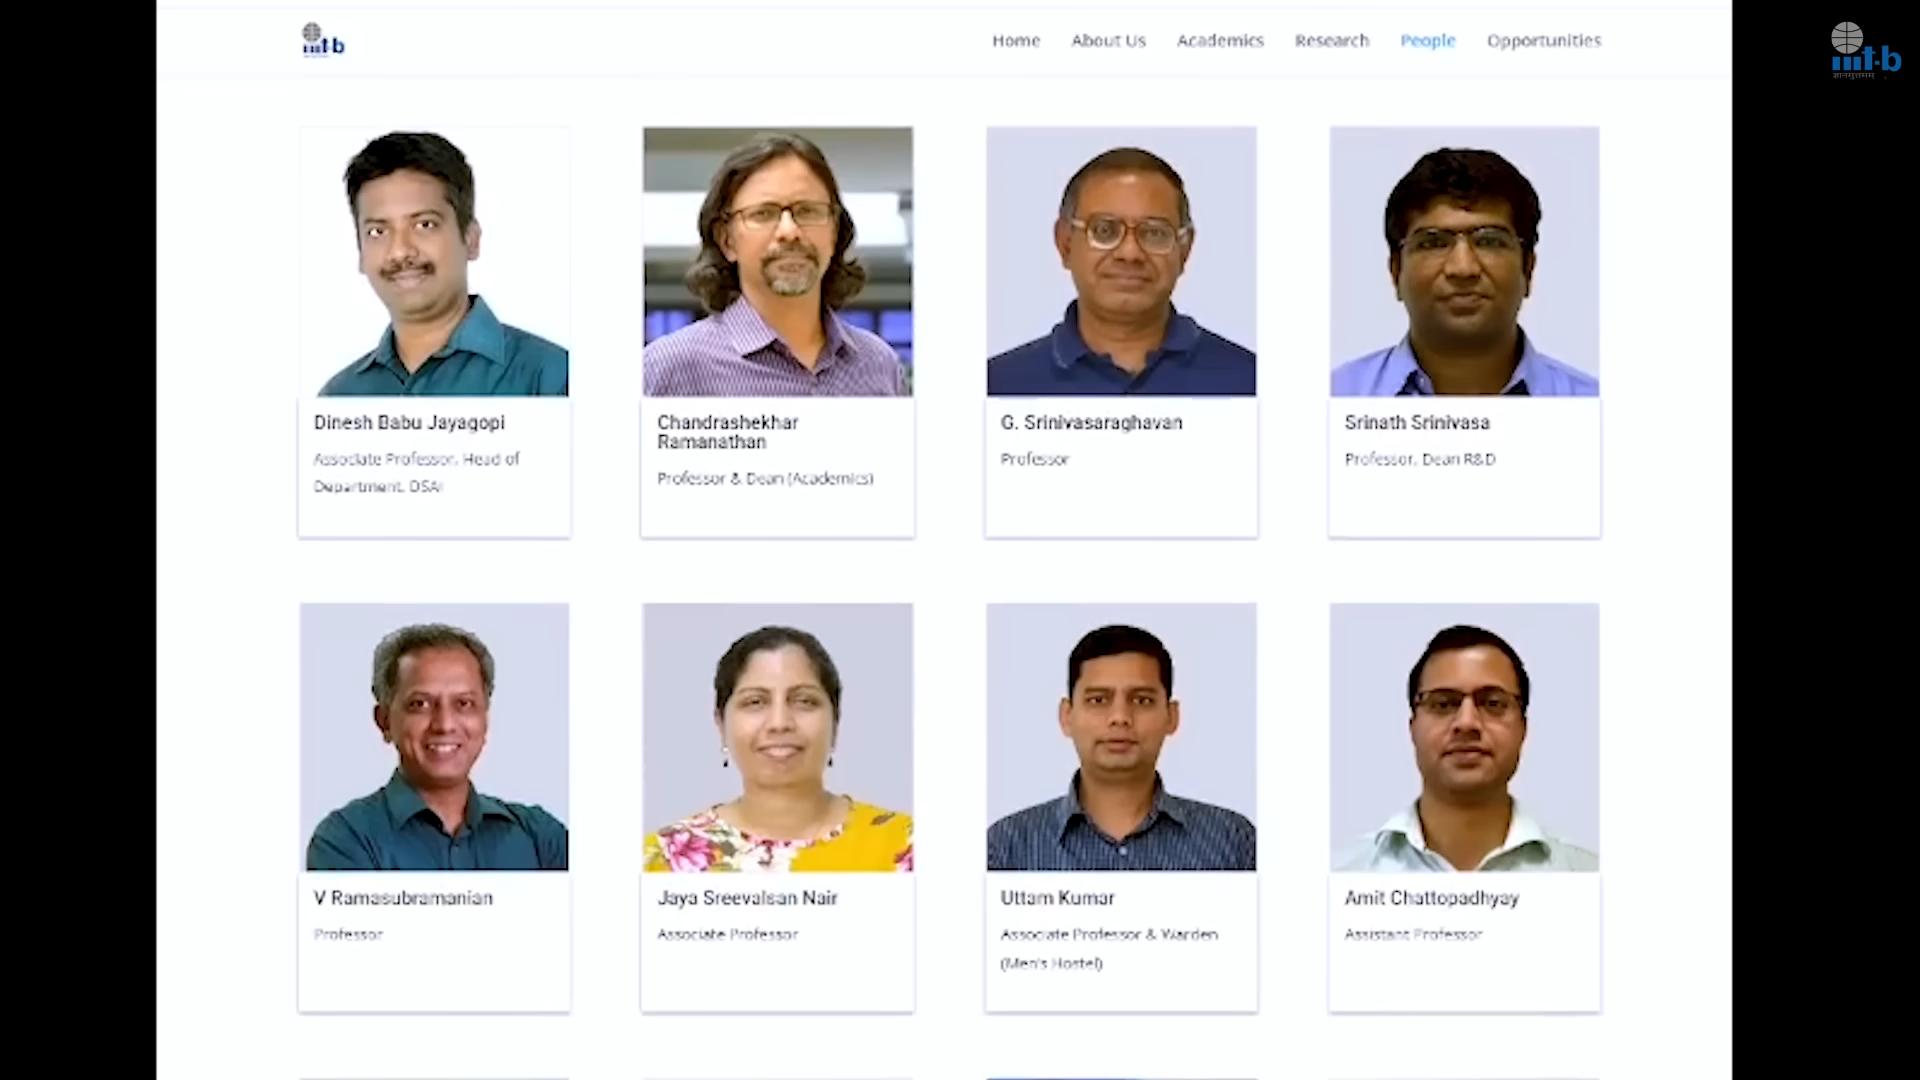 iiit-b
Home About Us Academics Research People Opportunities
iiit-b
ज्ञानमुत्तमम्
Dinesh Babu Jayagopi
Associate Professor, Head of
Department, DSAI
Chandrashekhar
Ramanathan
Professor & Dean (Academics)
G. Srinivasaraghavan
Professor
Srinath Srinivasa
Professor, Dean R&D
V Ramasubramanian
Professor
Jaya Sreevalsan Nair
Associate Professor
Uttam Kumar
Associate Professor & Warden
(Men's Hostel)
Amit Chattopadhyay
Assistant Professor